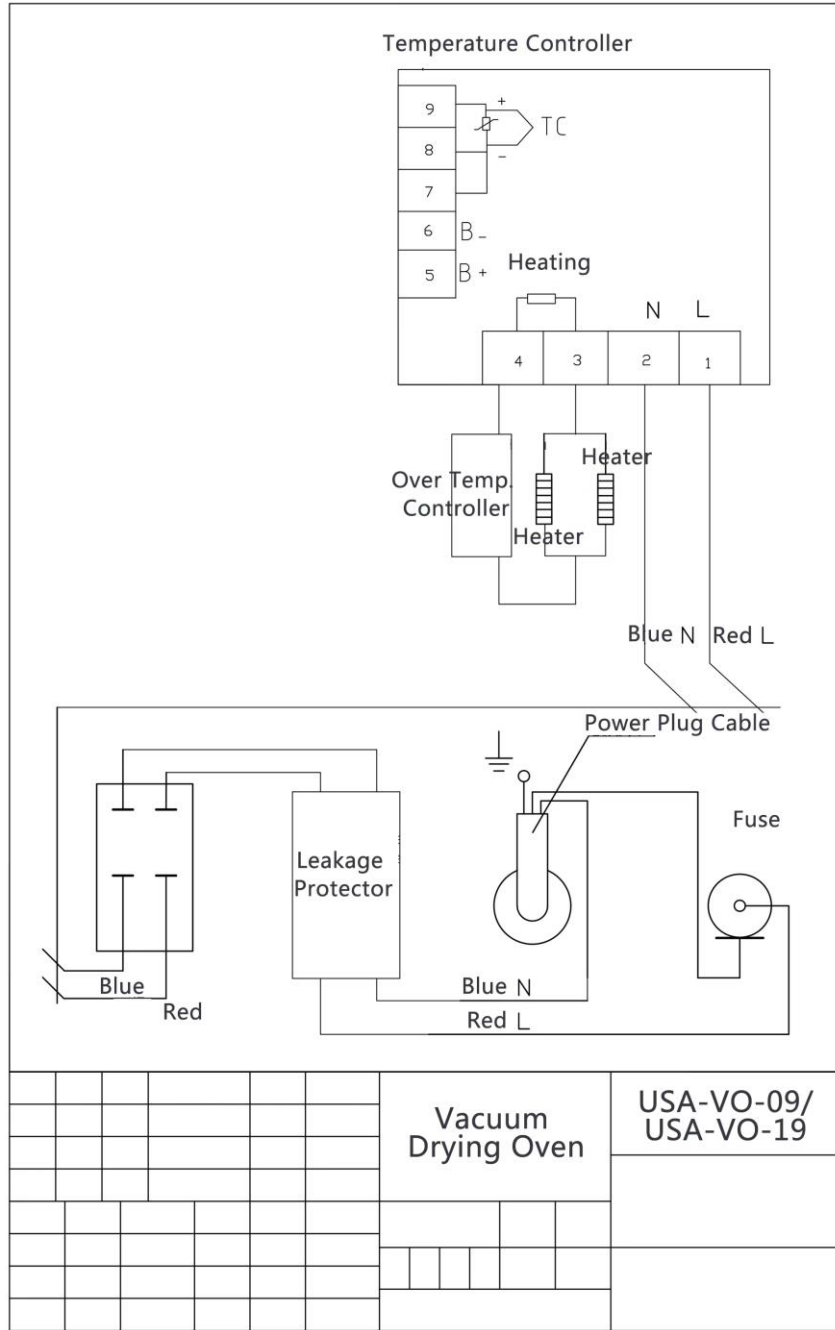 Temperature Controller
9
+
TC
8
-
7
6
B -
5
B +
Heating
N L
4 3 2 1
Heater
Over Temp.
Controller
Heater
Blue N Red L
Power Plug Cable
Fuse
Leakage
Protector
Blue
Blue N
Red
Red L
Vacuum
Drying Oven
USA-VO-09/
USA-VO-19